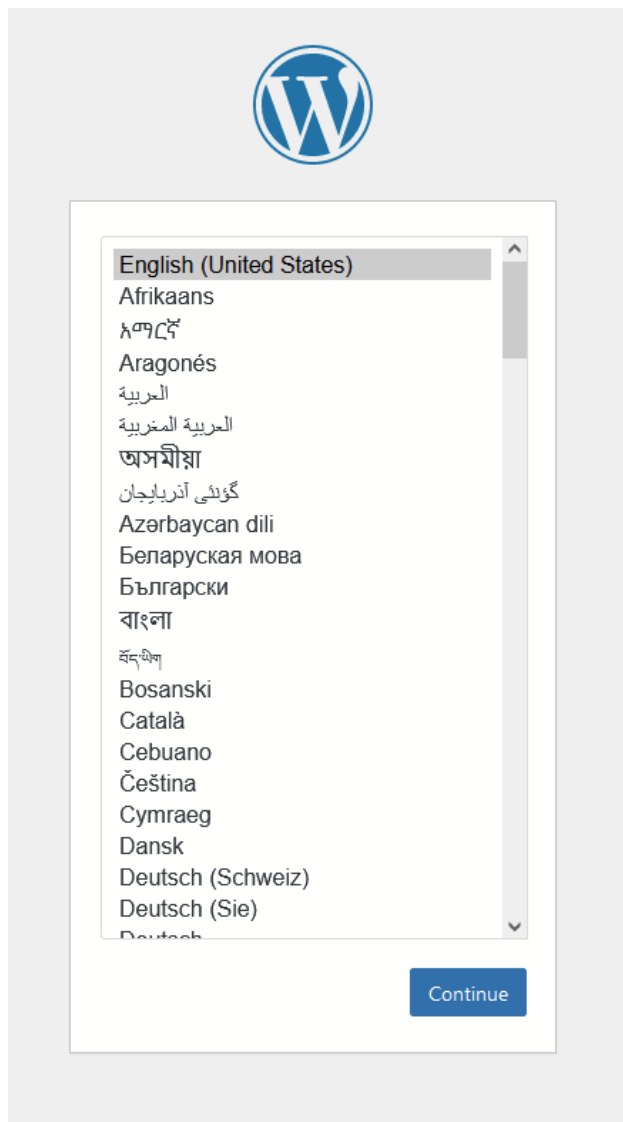 English (United States)
Afrikaans
አማርኛ
Aragonés
العربية
العربية المغربية
অসমীয়া
گؤنئی آذربایجان
Azərbaycan dili
Беларуская мова
Български
বাংলা
བོད་ཡིག
Bosanski
Català
Cebuano
Čeština
Cymraeg
Dansk
Deutsch (Schweiz)
Deutsch (Sie)
Deutsch
Continue